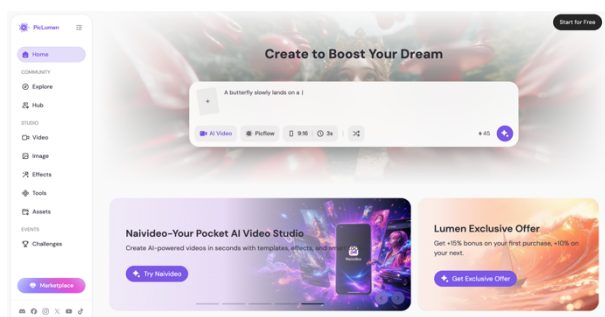 PicLumen
Start for Free
Home
COMMUNITY
Explore
Hub
STUDIO
Video
Image
Effects
Tools
Assets
EVENTS
Challenges
Marketplace
Create to Boost Your Dream
+
A butterfly slowly lands on a |
AI Video
Picflow
9:16
3s
45
Naivideo-Your Pocket AI Video Studio
Create AI-powered videos in seconds with templates, effects, and smart
Try Naivideo
Naivideo
Lumen Exclusive Offer
Get +15% bonus on your first purchase, +10% on
your next.
Get Exclusive Offer